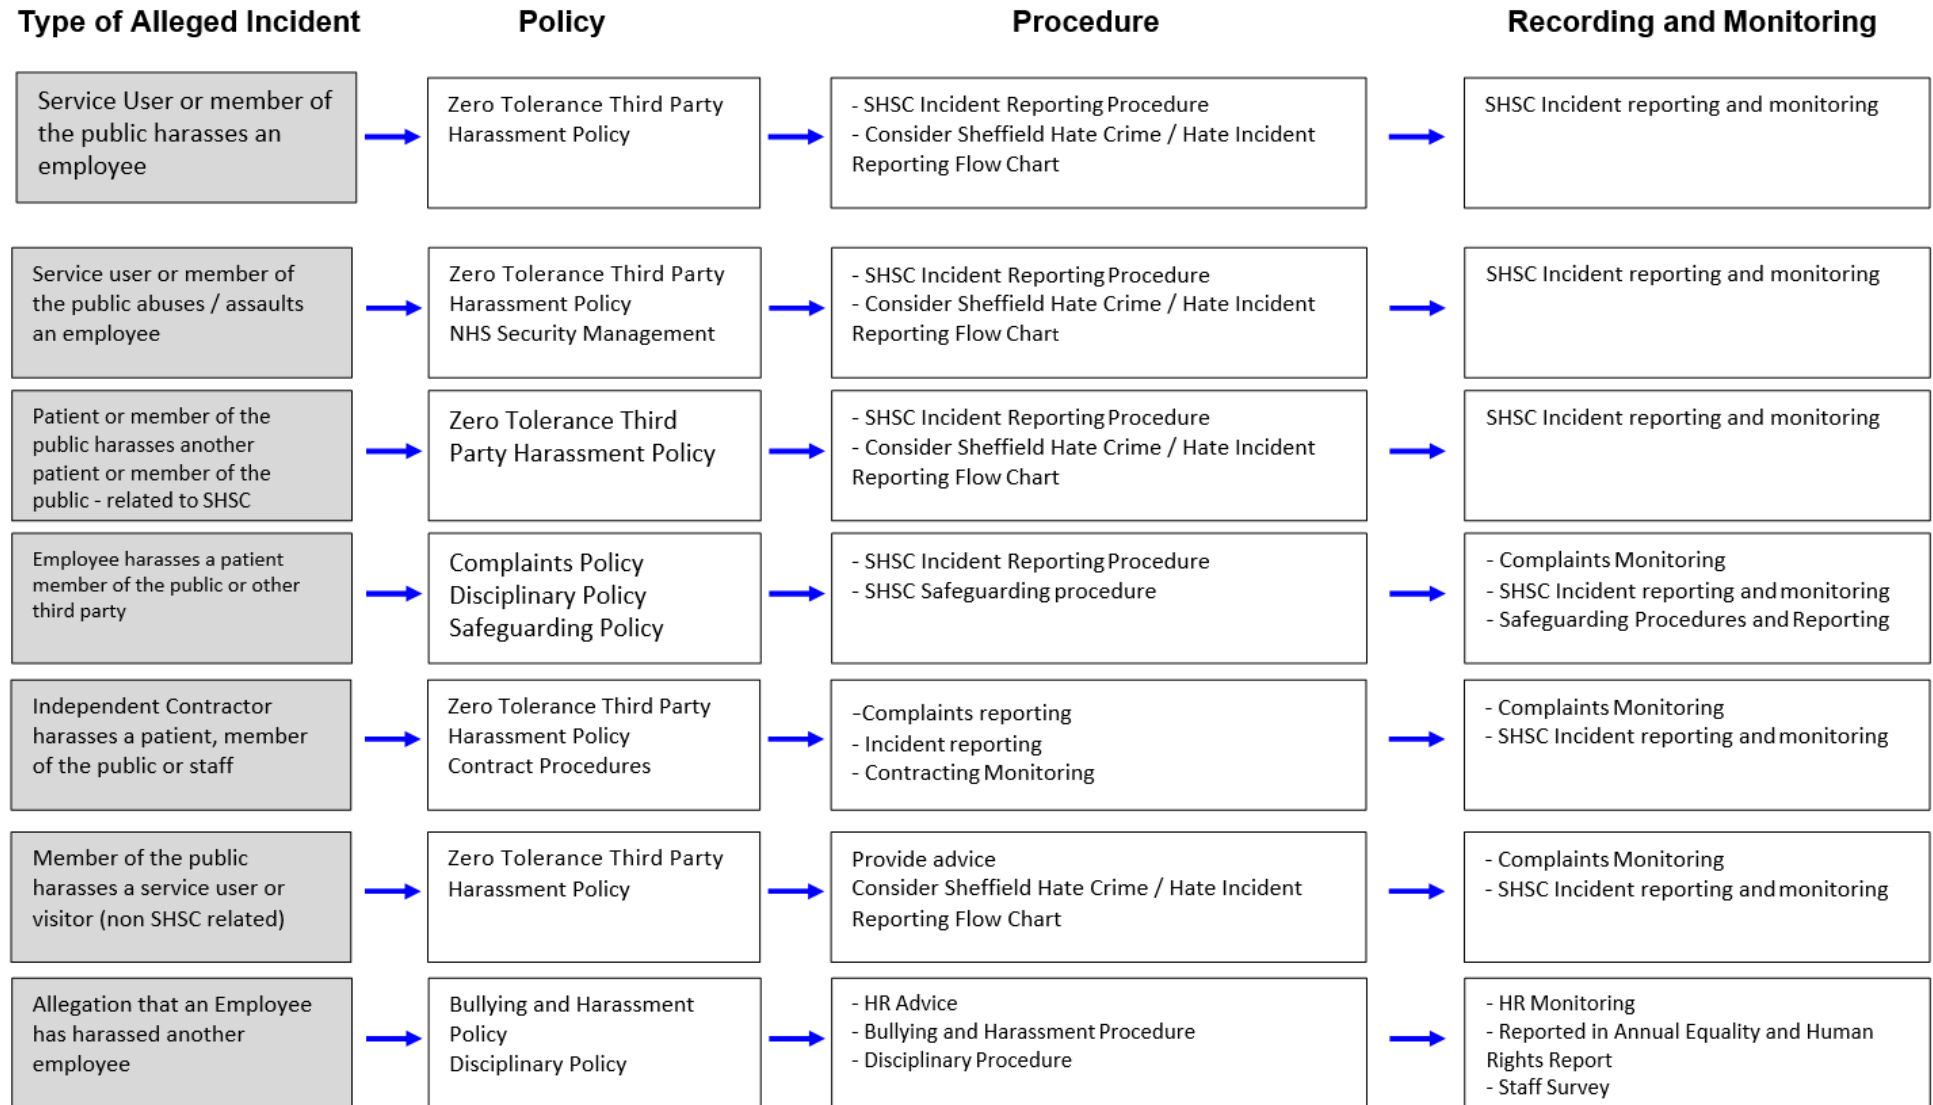 Type of Alleged Incident
Policy
Procedure
Recording and Monitoring
Service User or member of
the public harasses an
employee
Zero Tolerance Third Party
Harassment Policy
- SHSC Incident Reporting Procedure
- Consider Sheffield Hate Crime / Hate Incident
Reporting Flow Chart
SHSC Incident reporting and monitoring
Service user or member of
the public abuses / assaults
an employee
Zero Tolerance Third Party
Harassment Policy
NHS Security Management
- SHSC Incident Reporting Procedure
- Consider Sheffield Hate Crime / Hate Incident
Reporting Flow Chart
SHSC Incident reporting and monitoring
Patient or member of the
public harasses another
patient or member of the
public - related to SHSC
Zero Tolerance Third
Party Harassment Policy
- SHSC Incident Reporting Procedure
- Consider Sheffield Hate Crime / Hate Incident
Reporting Flow Chart
SHSC Incident reporting and monitoring
Employee harasses a patient
member of the public or other
third party
Complaints Policy
Disciplinary Policy
Safeguarding Policy
- SHSC Incident Reporting Procedure
- SHSC Safeguarding procedure
- Complaints Monitoring
- SHSC Incident reporting and monitoring
- Safeguarding Procedures and Reporting
Independent Contractor
harasses a patient, member
of the public or staff
Zero Tolerance Third Party
Harassment Policy
Contract Procedures
-Complaints reporting
- Incident reporting
- Contracting Monitoring
- Complaints Monitoring
- SHSC Incident reporting and monitoring
Member of the public
harasses a service user or
visitor (non SHSC related)
Zero Tolerance Third Party
Harassment Policy
Provide advice
Consider Sheffield Hate Crime / Hate Incident
Reporting Flow Chart
- Complaints Monitoring
- SHSC Incident reporting and monitoring
Allegation that an Employee
has harassed another
employee
Bullying and Harassment
Policy
Disciplinary Policy
- HR Advice
- Bullying and Harassment Procedure
- Disciplinary Procedure
- HR Monitoring
- Reported in Annual Equality and Human
Rights Report
- Staff Survey